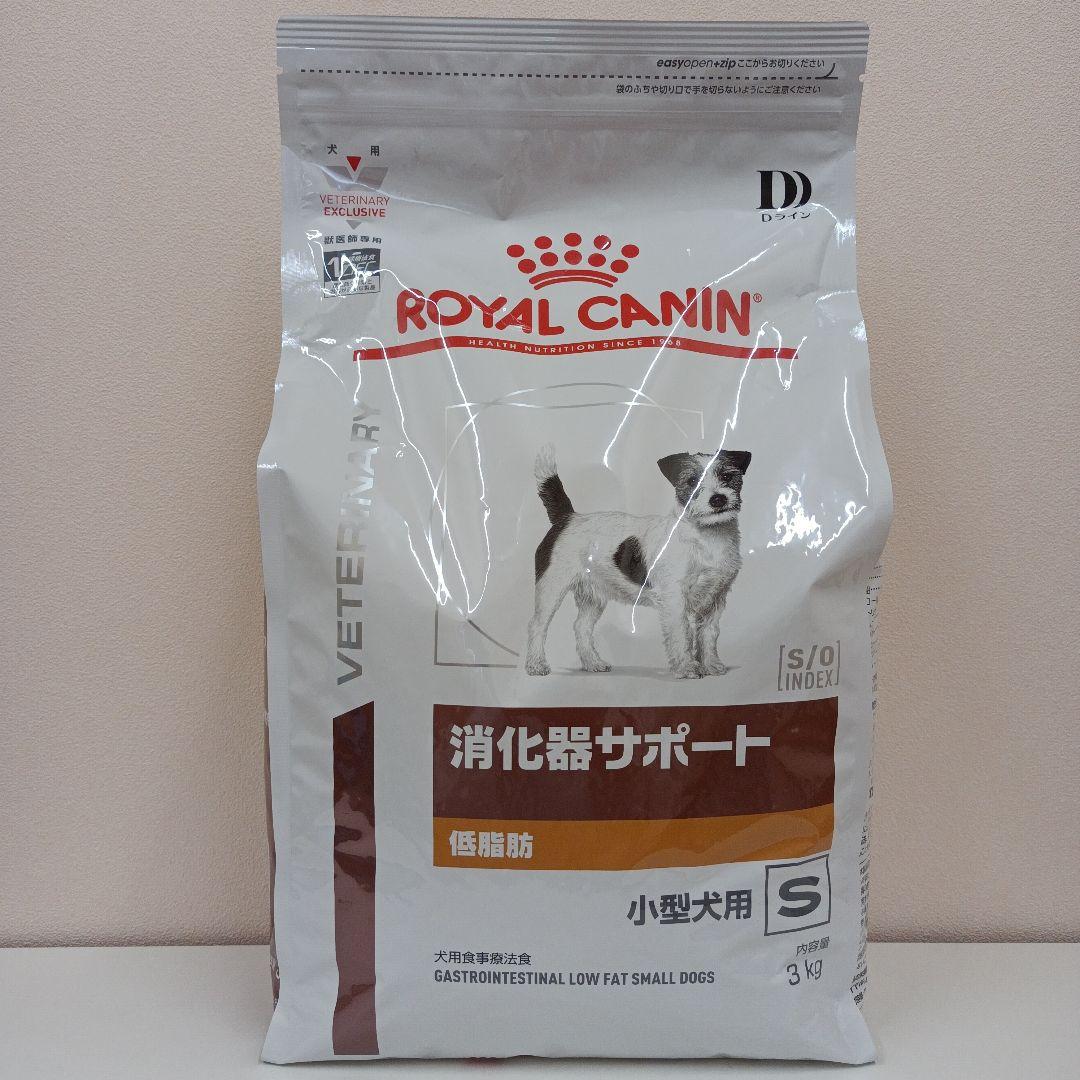 easyopen+zip ここからお切りください
袋のふちや切り口で手を切らないようにご注意ください
犬 用
VETERINARY
EXCLUSIVE
獣医師専用
D
Dライン
ROYAL CANIN®
HEALTH NUTRITION SINCE 1968
VETERINARY
S/O
INDEX
消化器サポート
低脂肪
小型犬用 S
内容量
3 kg
犬用食事療法食
GASTROINTESTINAL LOW FAT SMALL DOGS